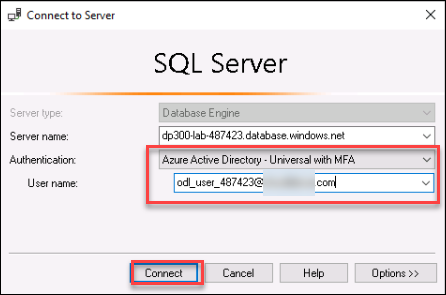 Connect to Server
SQL Server
Server type: Database Engine
Server name: dp300-lab-487423.database.windows.net
Authentication: Azure Active Directory - Universal with MFA
User name: odl_user_487423@ .com
Connect Cancel Help Options >>